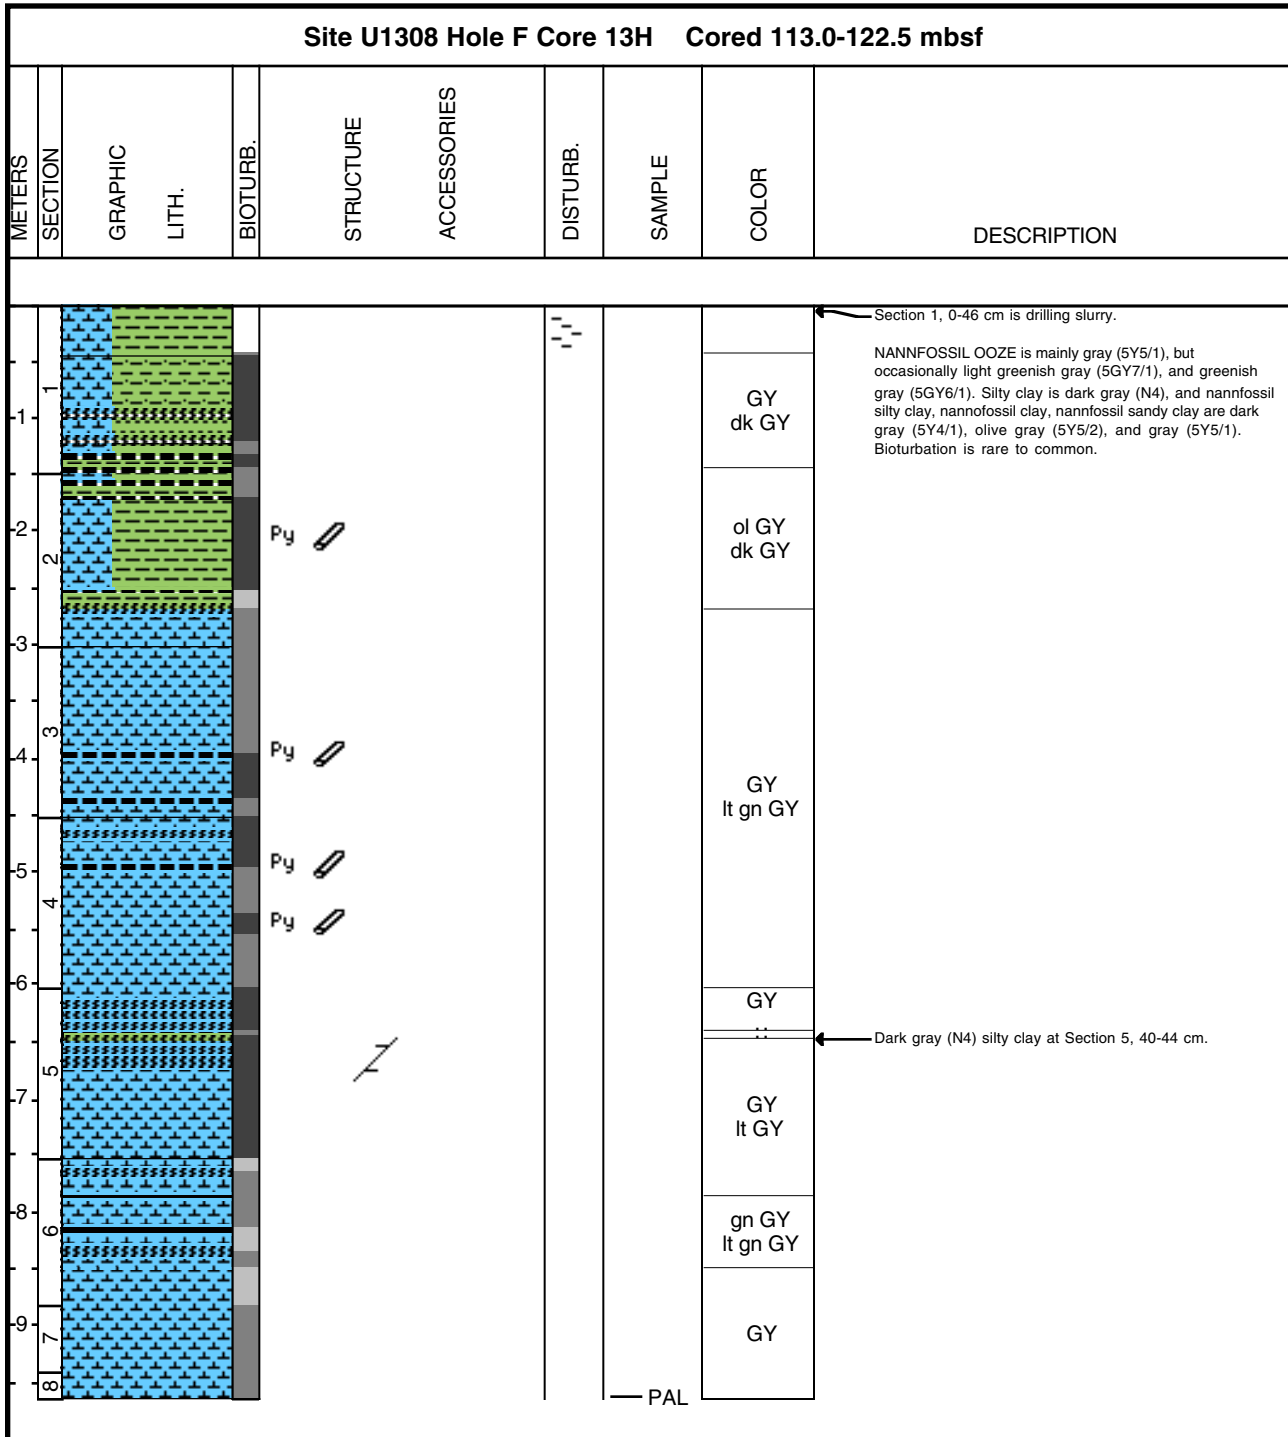 Site U1308 Hole F Core 13H Cored 113.0-122.5 mbsf
METERS
SECTION
GRAPHIC
LITH.
BIOTURB.
STRUCTURE
ACCESSORIES
DISTURB.
SAMPLE
COLOR
DESCRIPTION
Section 1, 0-46 cm is drilling slurry.
NANNFOSSIL OOZE is mainly gray (5Y5/1), but
occasionally light greenish gray (5GY7/1), and greenish
gray (5GY6/1). Silty clay is dark gray (N4), and nannfosil
silty clay, nannofossil clay, nannfossil sandy clay are dark
gray (5Y4/1), olive gray (5Y5/2), and gray (5Y5/1).
Bioturbation is rare to common.
1
1
GY
dk GY
2
2
Py
ol GY
dk GY
3
3
4
Py
GY
lt gn GY
5
4
Py
Py
6
GY
Dark gray (N4) silty clay at Section 5, 40-44 cm.
5
7
GY
lt GY
8
6
gn GY
lt gn GY
9
7
GY
8
PAL